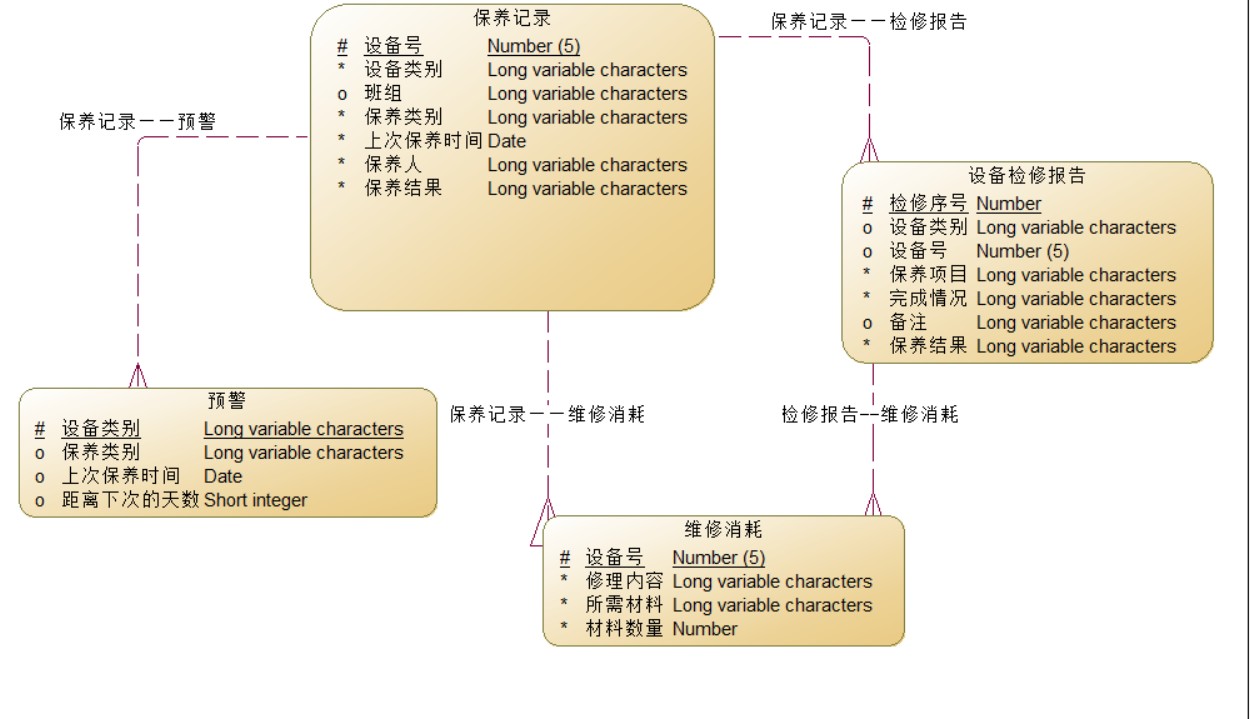 保养记录
# 设备号 Number (5)
* 设备类别 Long variable characters
o 班组 Long variable characters
* 保养类别 Long variable characters
* 上次保养时间 Date
* 保养人 Long variable characters
* 保养结果 Long variable characters
保养记录——检修报告
保养记录——预警
设备检修报告
# 检修序号 Number
o 设备类别 Long variable characters
o 设备号 Number (5)
* 保养项目 Long variable characters
* 完成情况 Long variable characters
o 备注 Long variable characters
* 保养结果 Long variable characters
预警
# 设备类别 Long variable characters
o 保养类别 Long variable characters
o 上次保养时间 Date
o 距离下次的天数 Short integer
保养记录——维修消耗
检修报告--维修消耗
维修消耗
# 设备号 Number (5)
* 修理内容 Long variable characters
* 所需材料 Long variable characters
* 材料数量 Number